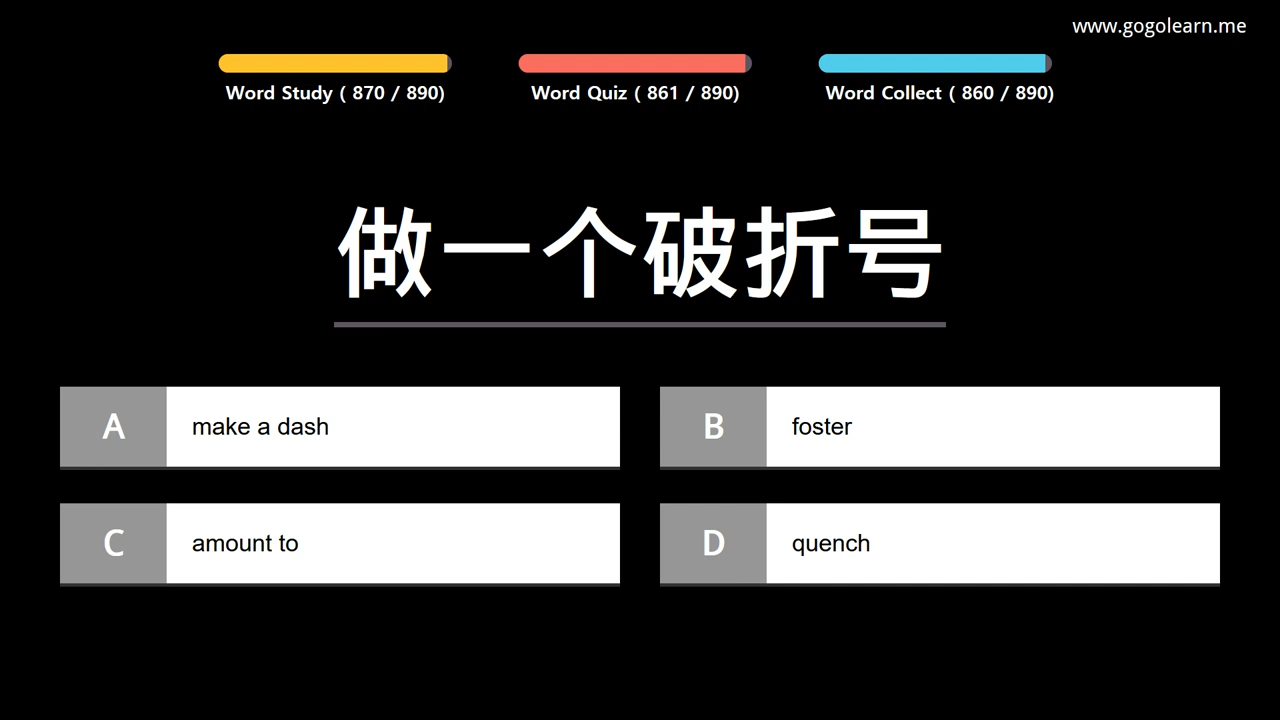 www.gogolearn.me
Word Study ( 870 / 890)
Word Quiz ( 861 / 890)
Word Collect ( 860 / 890)
做一个破折号
A make a dash
B foster
C amount to
D quench